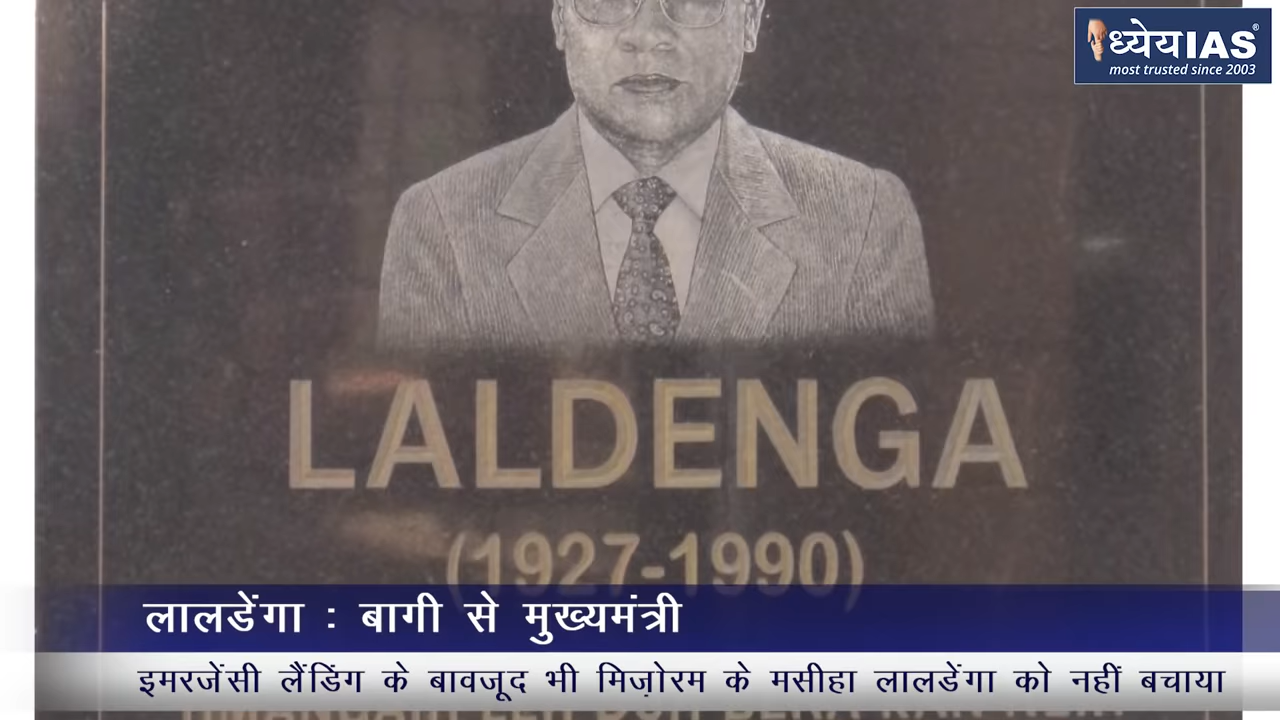 ध्येयIAS®
most trusted since 2003
LALDENGA
(1927-1990)
लालडेंगा : बागी से मुख्यमंत्री
इमरजेंसी लैंडिंग के बावजूद भी मिज़ोरम के मसीहा लालडेंगा को नहीं बचाया